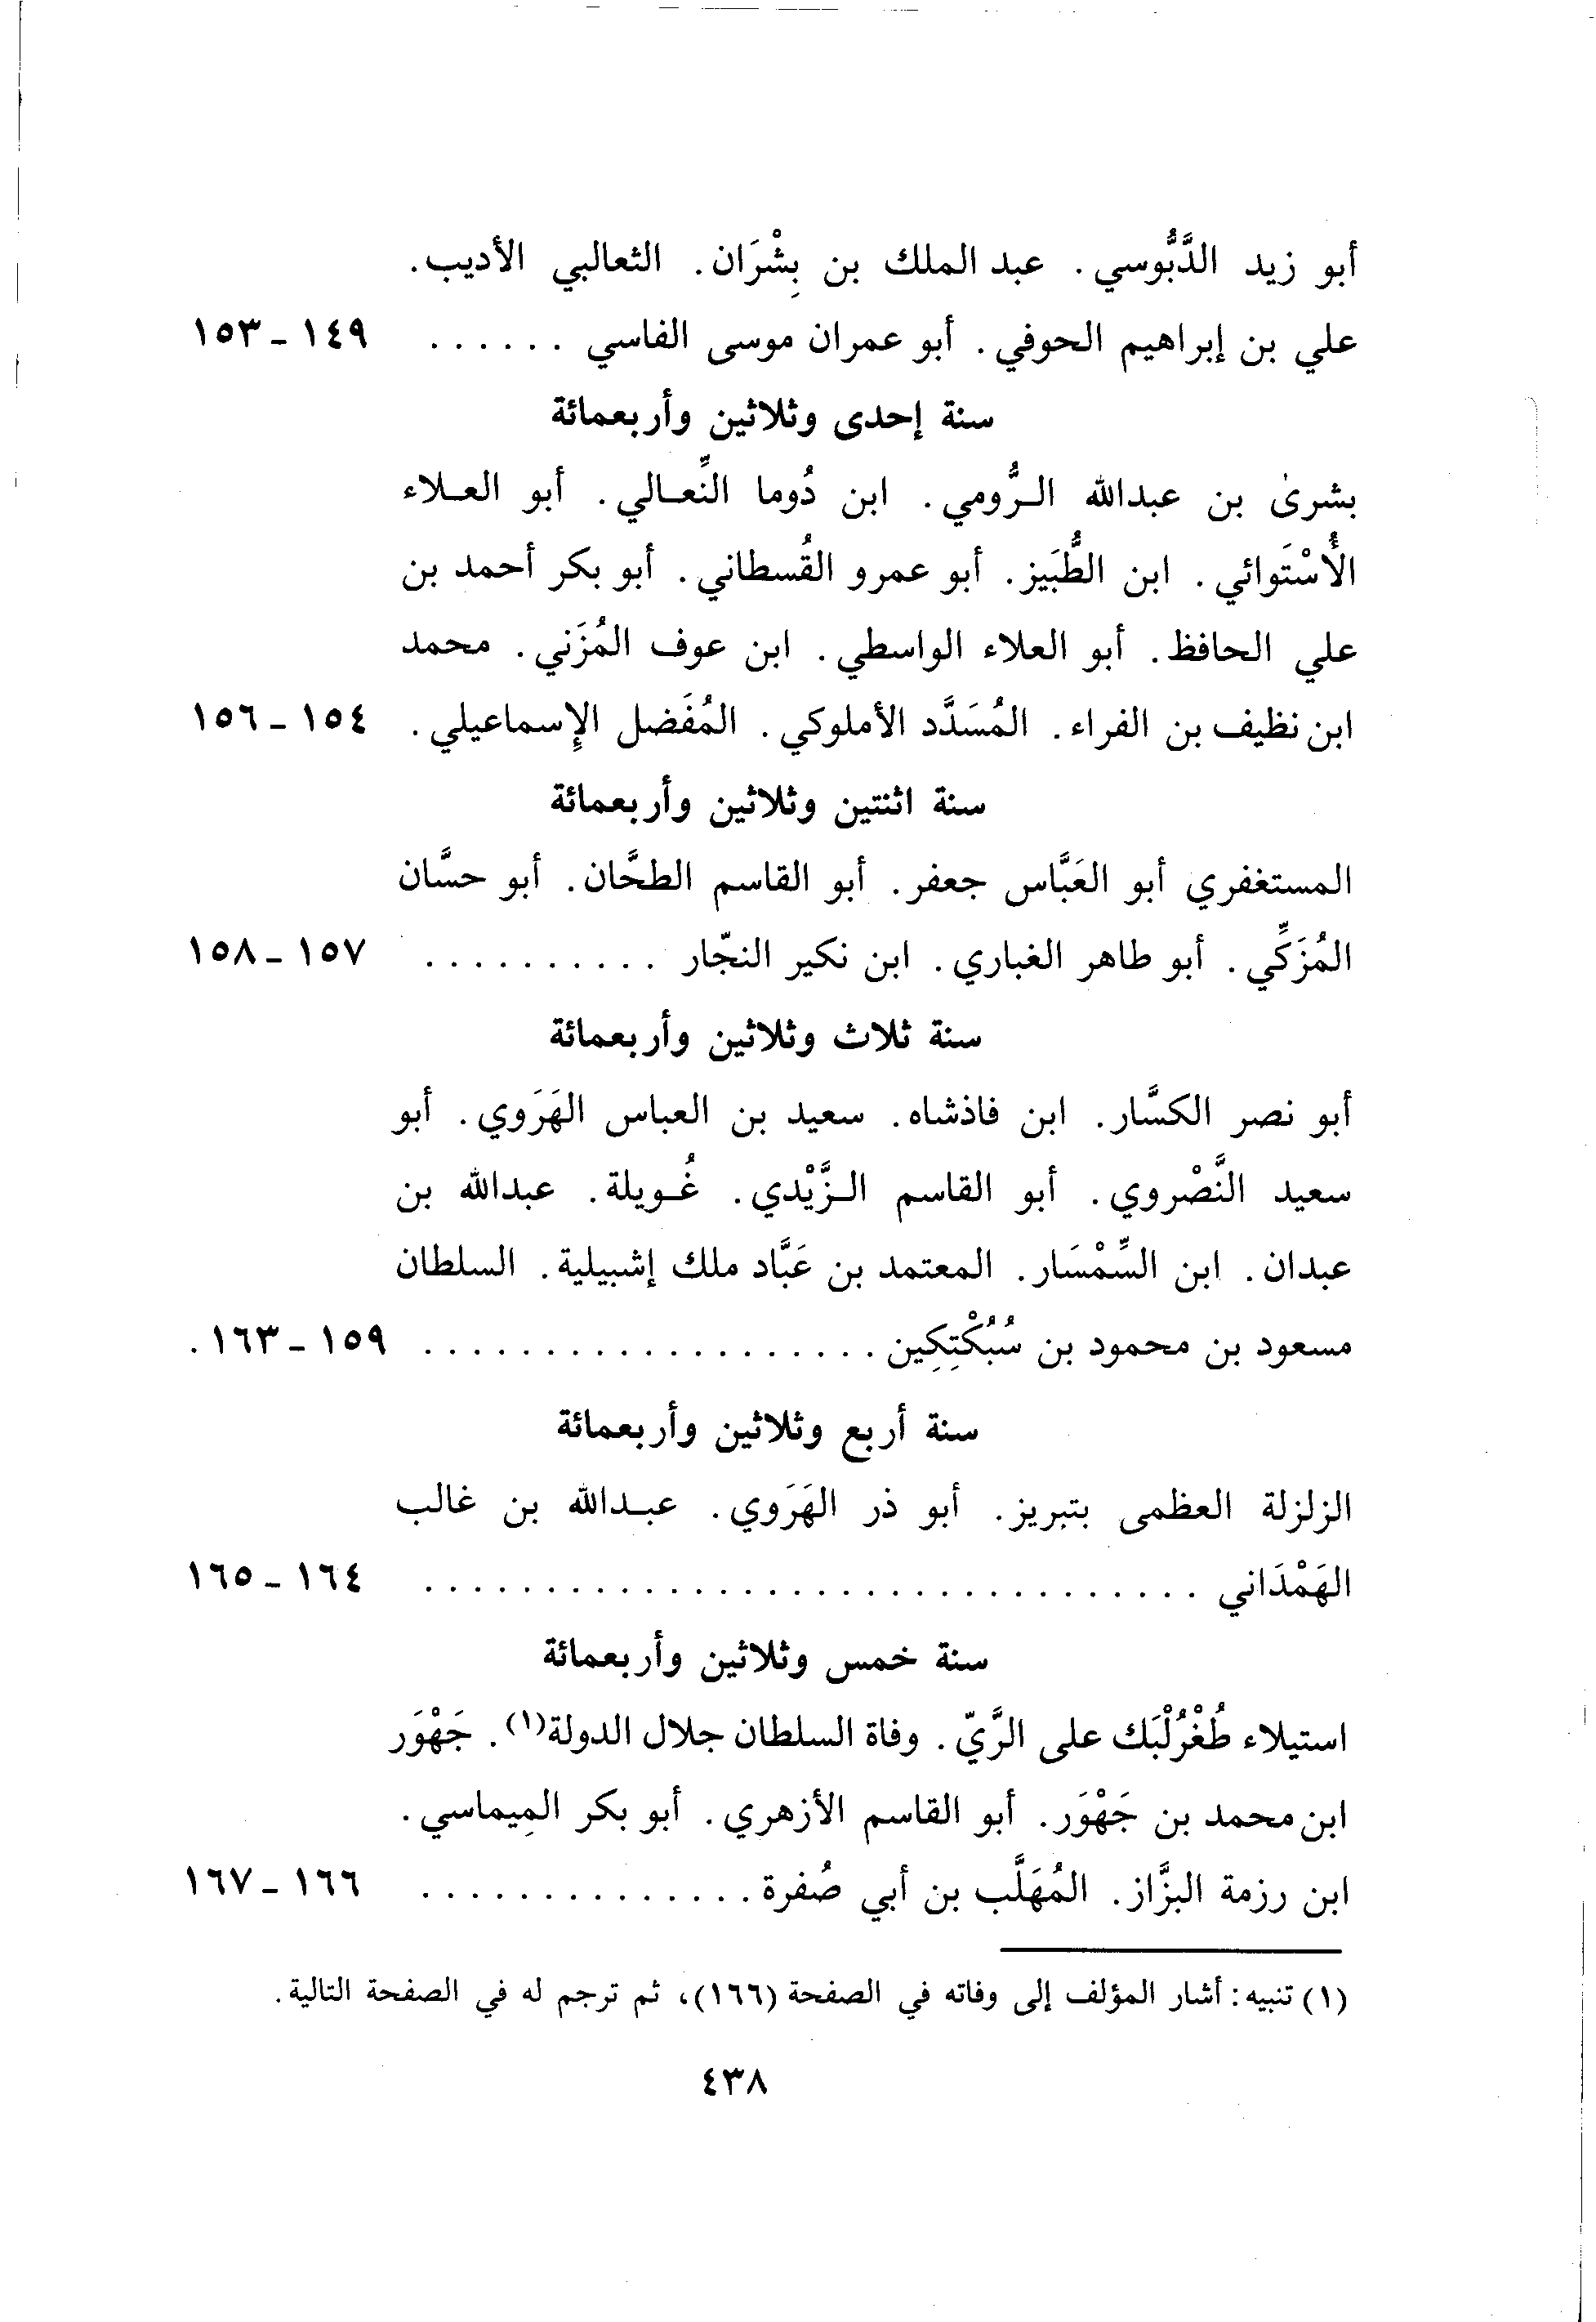 أبو زيد الدَّبُّوسي. عبد الملك بن بِشْرَان. الثعالبي الأديب.
علي بن إبراهيم الحوفي. أبو عمران موسى الفاسي . . . . . . ١٤٩ - ١٥٣
سنة إحدى وثلاثين وأربعمائة
بشرىٰ بن عبدالله الـرُّومي. ابن دُوما النِّعـالي. أبو العـلاء
الأُسْتَوائي. ابن الطُّبَيز. أبو عمرو القُسطاني. أبو بكر أحمد بن
علي الحافظ. أبو العلاء الواسطي. ابن عوف المُزَني. محمد
ابن نظيف بن الفراء. المُسَدَّد الأملوكي. المُفَضل الإسماعيلي. ١٥٤ - ١٥٦
سنة اثنتين وثلاثين وأربعمائة
المستغفري أبو العَبَّاس جعفر. أبو القاسم الطحَّان. أبو حسَّان
المُزَكِّي. أبو طاهر الغباري. ابن نكير النجّار . . . . . . . . . . ١٥٧ - ١٥٨
سنة ثلاث وثلاثين وأربعمائة
أبو نصر الكسَّار. ابن فاذشاه. سعيد بن العباس الهَرَوي. أبو
سعيد النَّصْروي. أبو القاسم الـزَّيْدي. غُـويلة. عبدالله بن
عبدان. ابن السِّمْسَار. المعتمد بن عَبَّاد ملك إشبيلية. السلطان
مسعود بن محمود بن سُبُكْتِكِين . . . . . . . . . . . . . . . . . . . ١٥٩ - ١٦٣.
سنة أربع وثلاثين وأربعمائة
الزلزلة العظمى بتبريز. أبو ذر الهَرَوي. عبـدالله بن غالب
الهَمْدَاني . . . . . . . . . . . . . . . . . . . . . . . . . . . . . . . . ١٦٤ - ١٦٥
سنة خمس وثلاثين وأربعمائة
استيلاء طُغْرُلْبَك على الرَّيّ. وفاة السلطان جلال الدولة(١). جَهْوَر
ابن محمد بن جَهْوَر. أبو القاسم الأزهري. أبو بكر المِيماسي.
ابن رزمة البزَّاز. المُهَلَّب بن أبي صُفرة . . . . . . . . . . . . . . ١٦٦ - ١٦٧
(١) تنبيه: أشار المؤلف إلى وفاته في الصفحة (١٦٦)، ثم ترجم له في الصفحة التالية.
٤٣٨